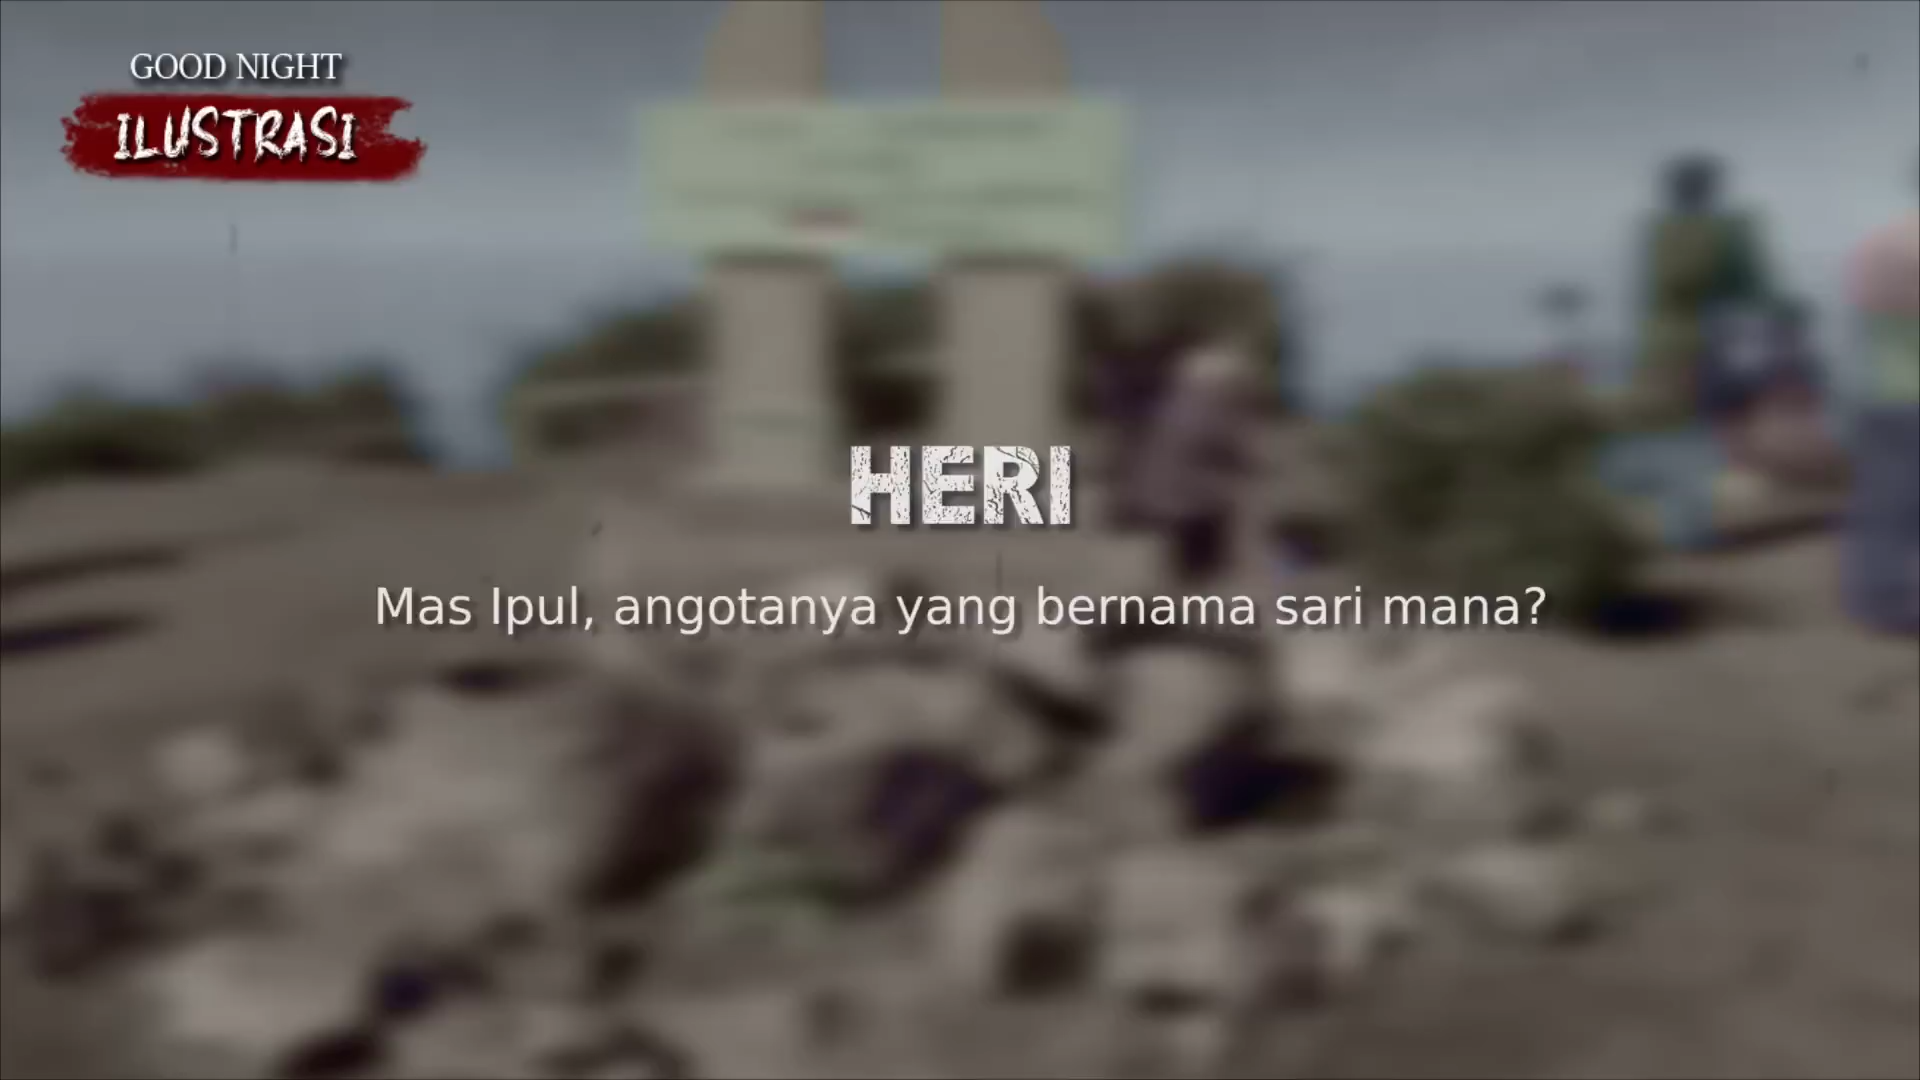 GOOD NIGHT
ILUSTRASI
HERI
Mas Ipul, angotanya yang bernama sari mana?